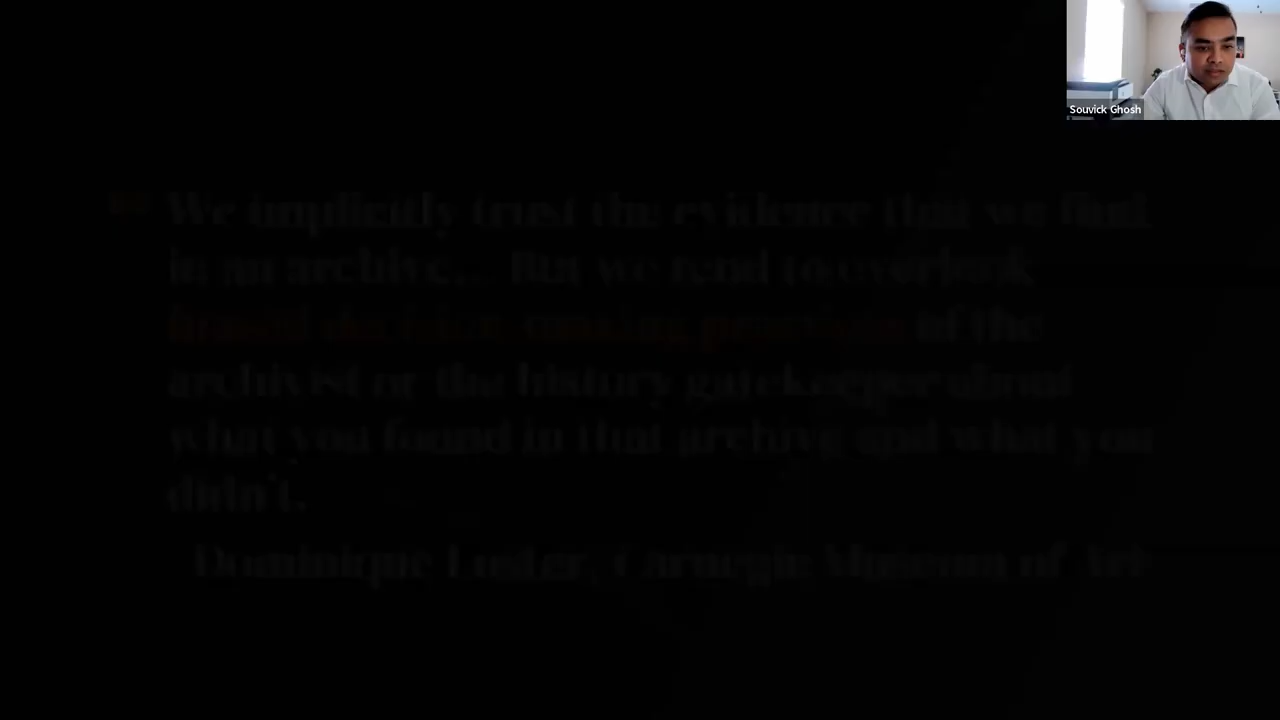 Souvick Ghosh
We implicitly trust the evidence that we find
in an archive... But we tend to overlook
biased decision-making practices of the
archivist or the history gatekeeper about
what you found in that archive and what you
didn't.
Dominique Luster, Carnegie Museum of Art